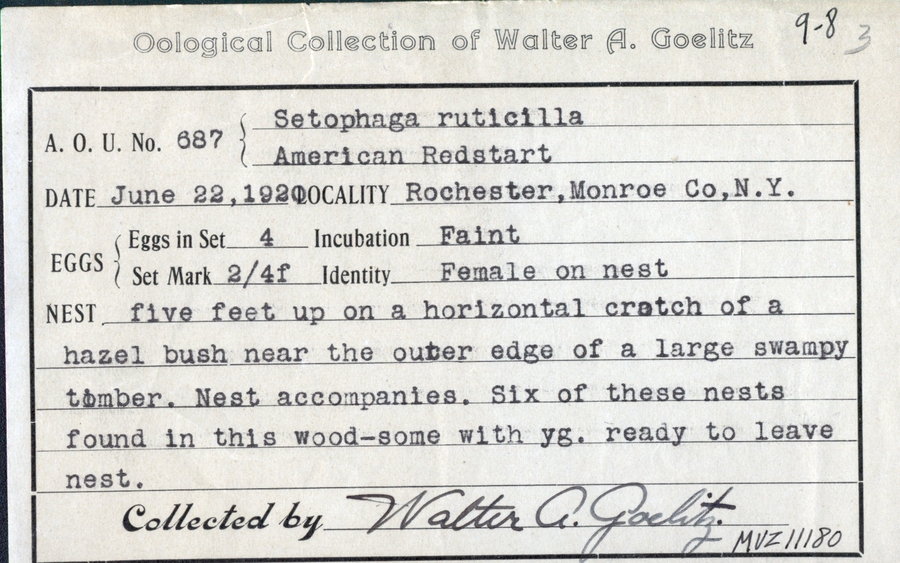 Oological Collection of Walter A. Goelitz 9-8 3
A. O. U. No. 687 Setophaga ruticilla
American Redstart
DATE June 22,1920 LOCALITY Rochester,Monroe Co,N.Y.
EGGS Eggs in Set 4 Incubation Faint
Set Mark 2/4f Identity Female on nest
NEST five feet up on a horizontal crotch of a
hazel bush near the outer edge of a large swampy
timber. Nest accompanies. Six of these nests
found in this wood-some with yg. ready to leave
nest.
Collected by Walter A. Goelitz.
MVZ11180